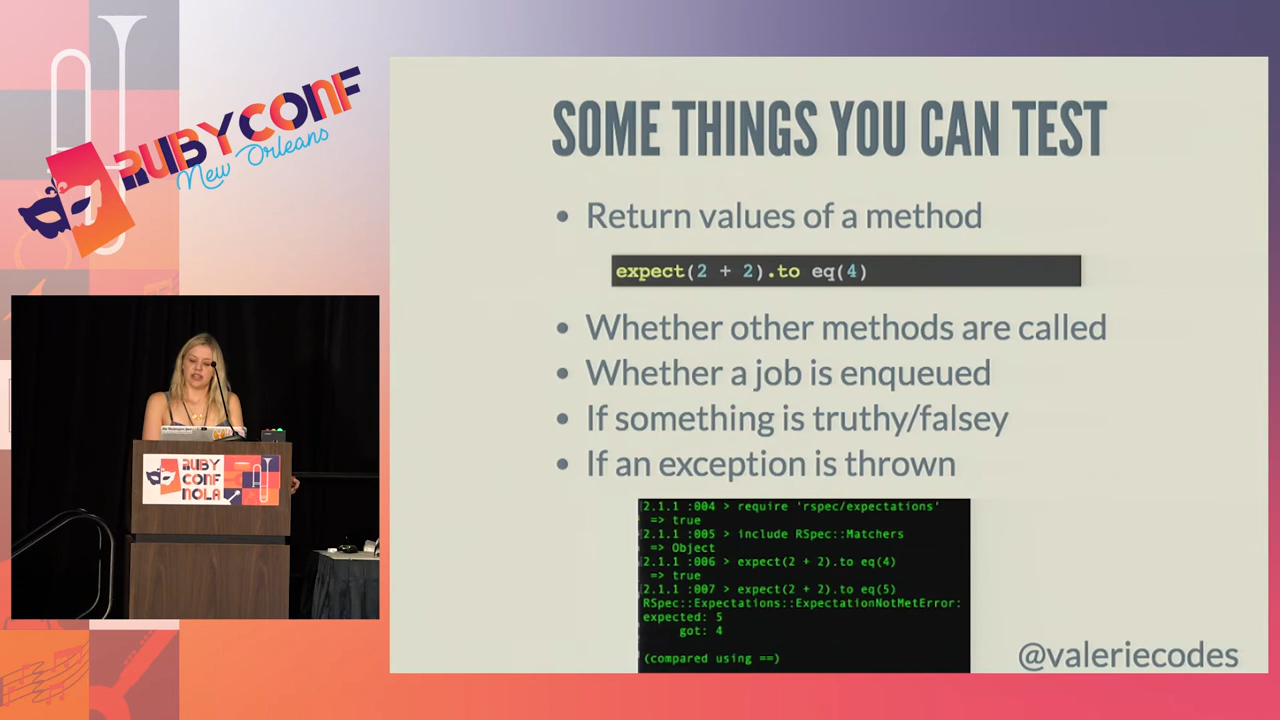 RUBYCONF
New Orleans
SOME THINGS YOU CAN TEST
• Return values of a method
expect(2 + 2).to eq(4)
• Whether other methods are called
• Whether a job is enqueued
• If something is truthy/falsey
• If an exception is thrown
2.1.1 :004 > require 'rspec/expectations'
=> true
2.1.1 :005 > include RSpec::Matchers
=> Object
2.1.1 :006 > expect(2 + 2).to eq(4)
=> true
2.1.1 :007 > expect(2 + 2).to eq(5)
RSpec::Expectations::ExpectationNotMetError:
expected: 5
got: 4
(compared using ==)
@valeriecodes
RUBY
CONF
NOLA